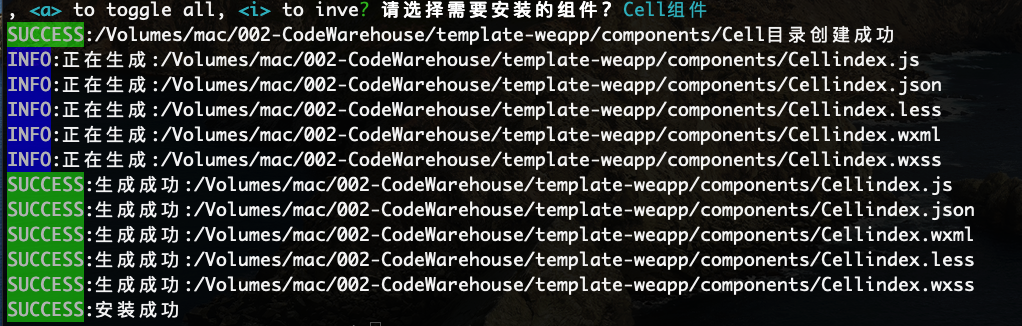 , <a> to toggle all, <i> to inve? 请选择需要安装的组件? Cell组件
SUCCESS:/Volumes/mac/002-CodeWarehouse/template-weapp/components/Cell目录创建成功
INFO:正在生成:/Volumes/mac/002-CodeWarehouse/template-weapp/components/Cellindex.js
INFO:正在生成:/Volumes/mac/002-CodeWarehouse/template-weapp/components/Cellindex.json
INFO:正在生成:/Volumes/mac/002-CodeWarehouse/template-weapp/components/Cellindex.less
INFO:正在生成:/Volumes/mac/002-CodeWarehouse/template-weapp/components/Cellindex.wxml
INFO:正在生成:/Volumes/mac/002-CodeWarehouse/template-weapp/components/Cellindex.wxss
SUCCESS:生成成功:/Volumes/mac/002-CodeWarehouse/template-weapp/components/Cellindex.js
SUCCESS:生成成功:/Volumes/mac/002-CodeWarehouse/template-weapp/components/Cellindex.json
SUCCESS:生成成功:/Volumes/mac/002-CodeWarehouse/template-weapp/components/Cellindex.wxml
SUCCESS:生成成功:/Volumes/mac/002-CodeWarehouse/template-weapp/components/Cellindex.less
SUCCESS:生成成功:/Volumes/mac/002-CodeWarehouse/template-weapp/components/Cellindex.wxss
SUCCESS:安装成功